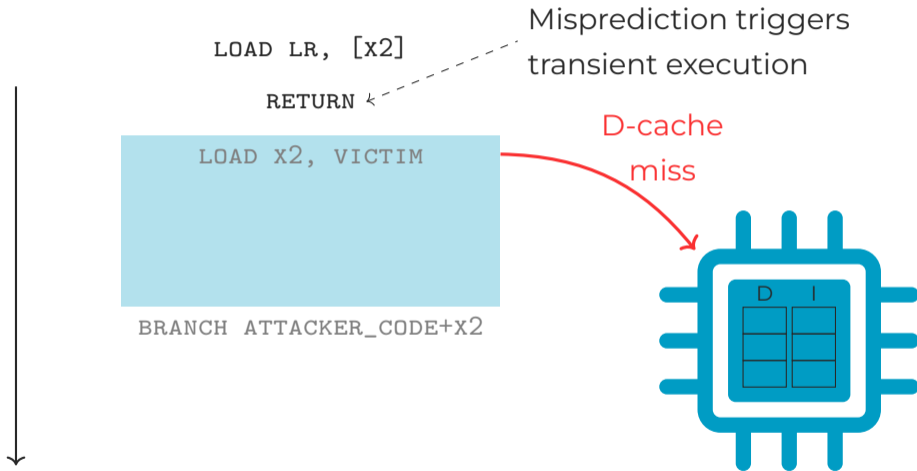 Misprediction triggers
transient execution
LOAD LR, [X2]
RETURN
LOAD X2, VICTIM
BRANCH ATTACKER_CODE+X2
D-cache
miss
D I